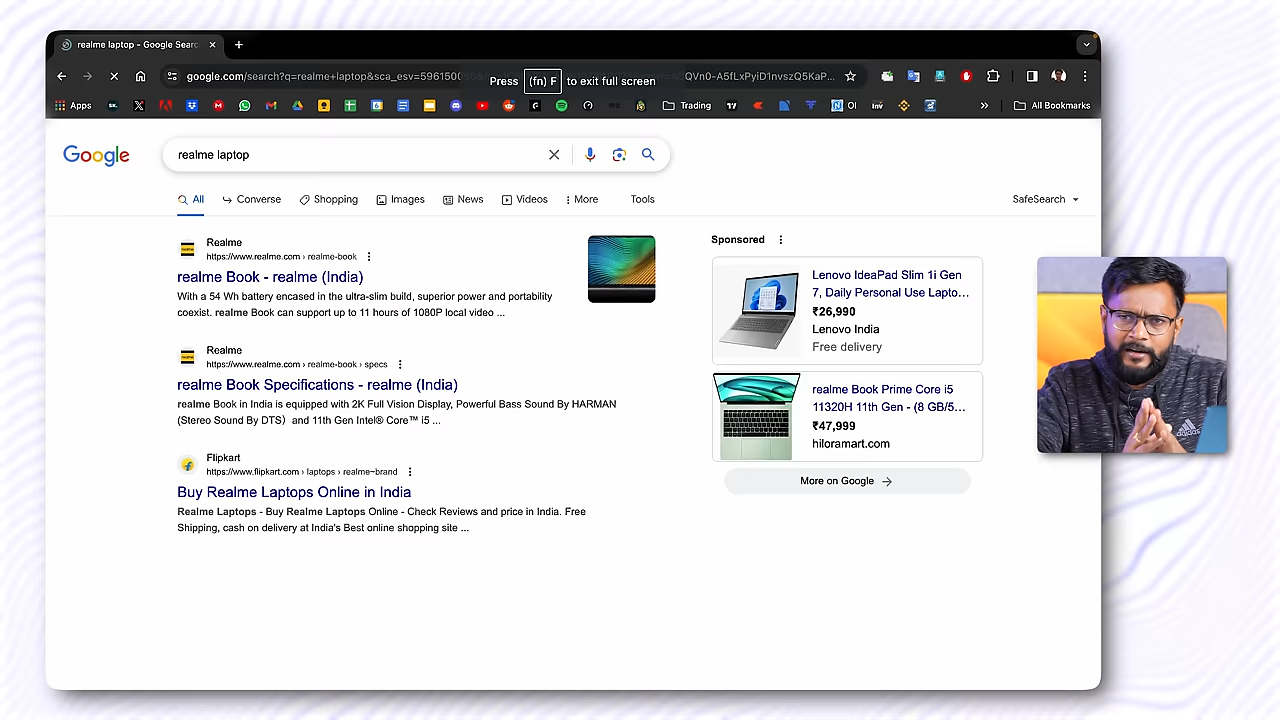 realme laptop - Google Searc
google.com/search?q=realme+laptop&sca_esv=59615005
Press (fn) F to exit full screen
QVn0-A5fLxPyiD1nvszQ5KaP...
Apps
Trading
OI
Inv
All Bookmarks
Google
realme laptop
All
Converse
Shopping
Images
News
Videos
More
Tools
SafeSearch
Realme
https://www.realme.com › realme-book
realme Book - realme (India)
With a 54 Wh battery encased in the ultra-slim build, superior power and portability
coexist. realme Book can support up to 11 hours of 1080P local video ...
Realme
https://www.realme.com › realme-book › specs
realme Book Specifications - realme (India)
realme Book in India is equipped with 2K Full Vision Display, Powerful Bass Sound By HARMAN
(Stereo Sound By DTS） and 11th Gen Intel® Core™ i5 ...
Flipkart
https://www.flipkart.com › laptops › realme~brand
Buy Realme Laptops Online in India
Realme Laptops - Buy Realme Laptops Online - Check Reviews and price in India. Free
Shipping, cash on delivery at India's Best online shopping site ...
Sponsored
Lenovo IdeaPad Slim 1i Gen
7, Daily Personal Use Lapto...
₹26,990
Lenovo India
Free delivery
realme Book Prime Core i5
11320H 11th Gen - (8 GB/5...
₹47,999
hiloramart.com
More on Google
adidas